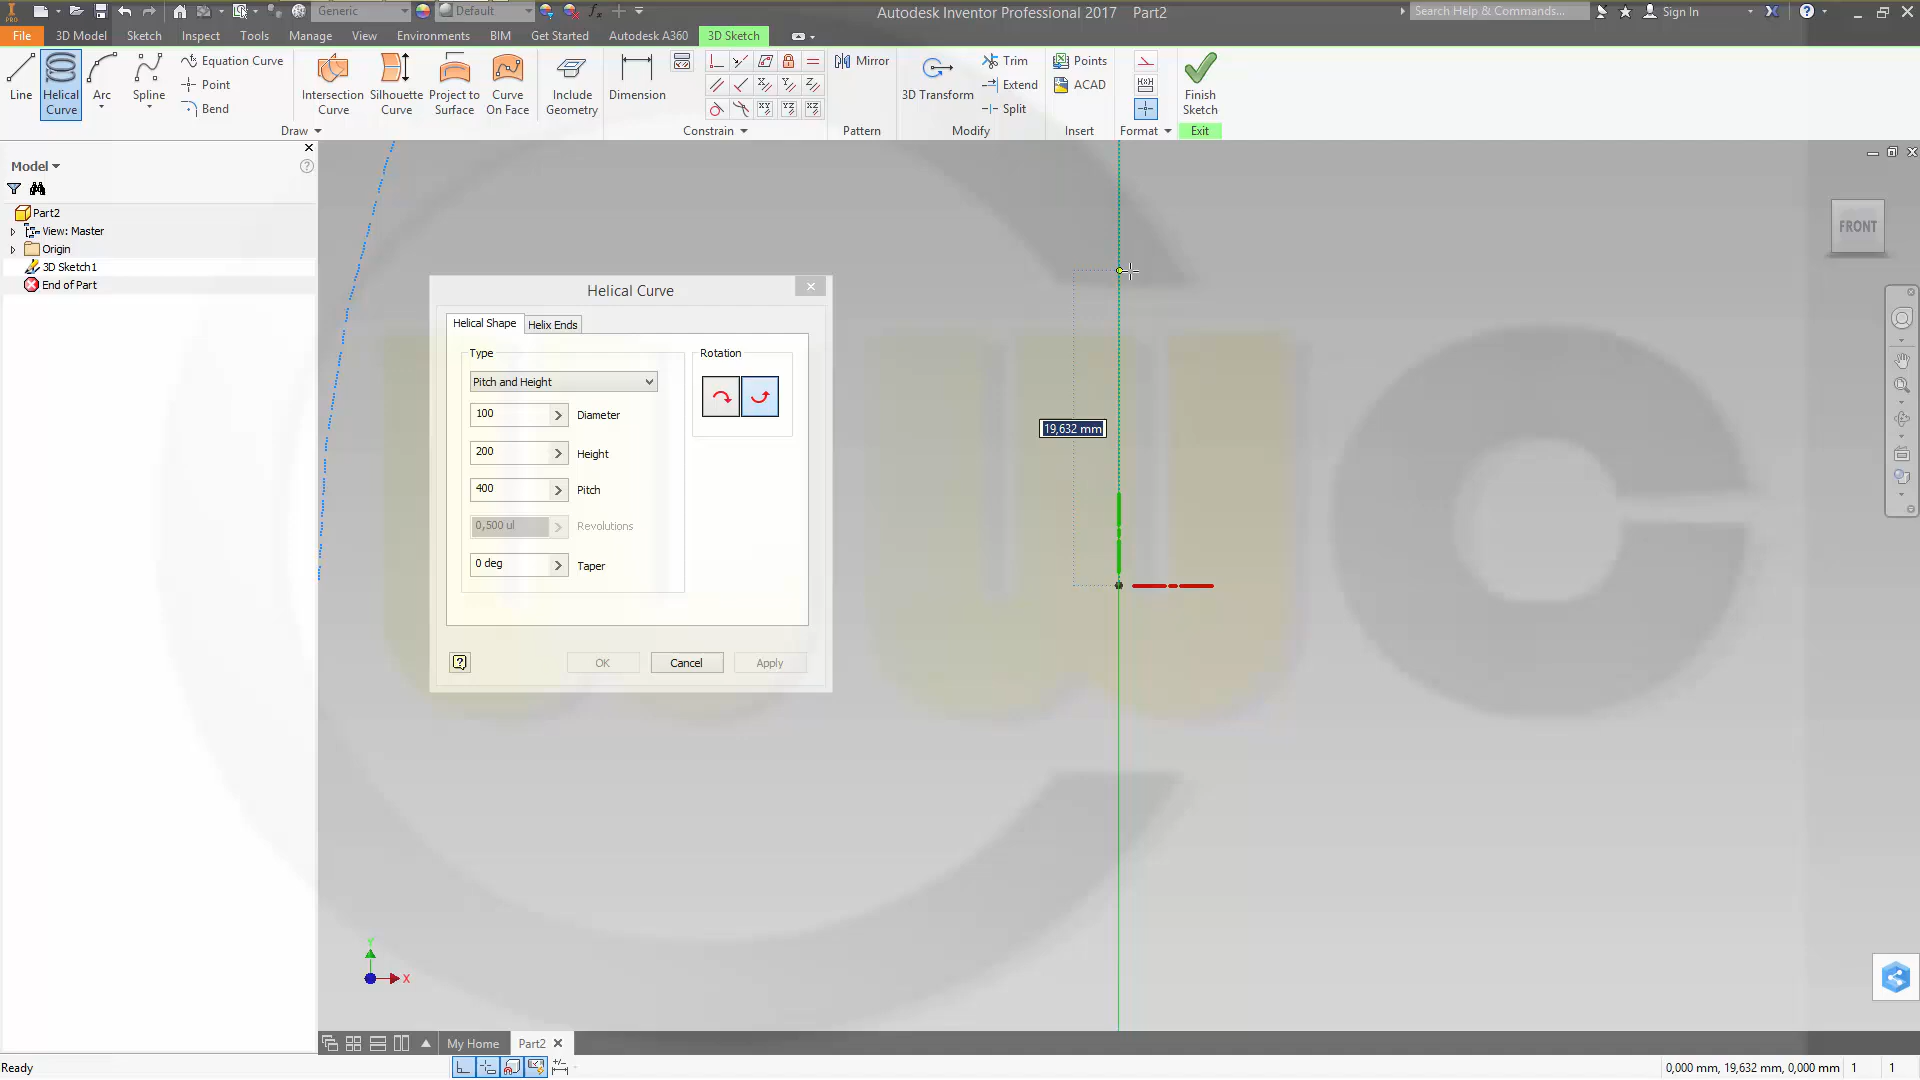 Generic
Default
Autodesk Inventor Professional 2017 Part2
Search Help & Commands...
Sign In
PRO
File
3D Model
Sketch
Inspect
Tools
Manage
View
Environments
BIM
Get Started
Autodesk A360
3D Sketch
Line
Helical
Curve
Arc
Spline
Equation Curve
Point
Bend
Intersection
Curve
Silhouette
Curve
Project to
Surface
Curve
On Face
Include
Geometry
Dimension
Mirror
3D Transform
Trim
Extend
Split
Points
ACAD
Finish
Sketch
Draw
Constrain
Pattern
Modify
Insert
Format
Exit
Model
Part2
View: Master
Origin
3D Sketch1
End of Part
FRONT
Helical Curve
Helical Shape
Helix Ends
Type
Rotation
Pitch and Height
100
Diameter
200
Height
400
Pitch
0,500 ul
Revolutions
0 deg
Taper
OK
Cancel
Apply
19,632 mm
Y
X
My Home
Part2
Ready
0,000 mm, 19,632 mm, 0,000 mm
1
1